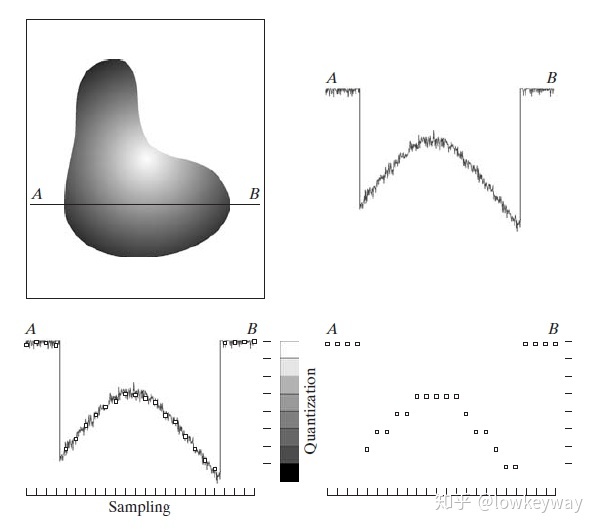 A B
A B
A B
A B
Quantization
Sampling
知乎 @lowkeyway